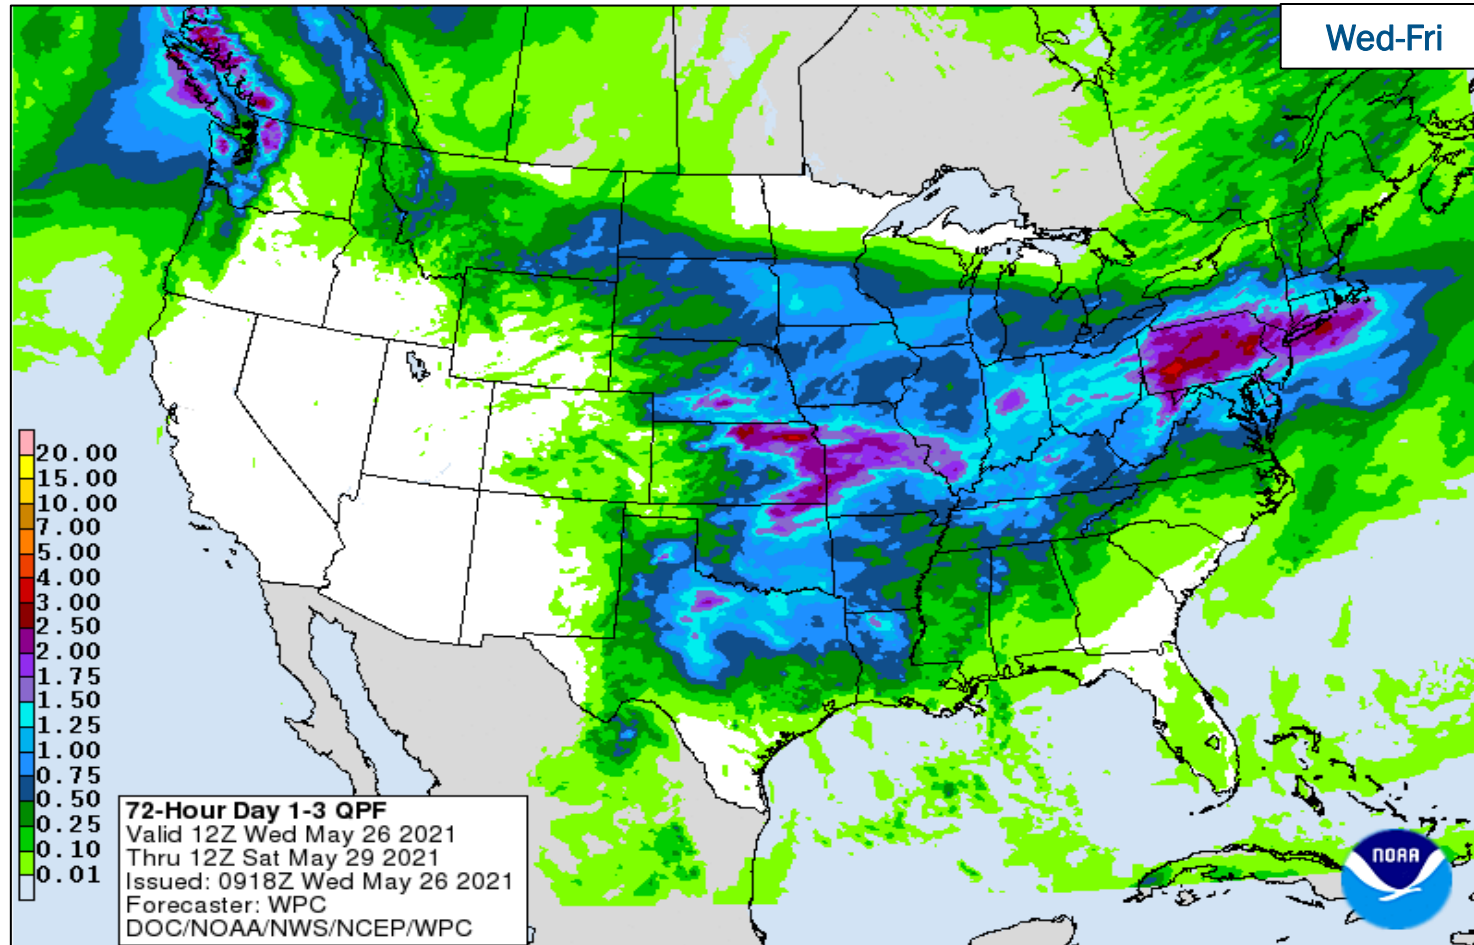 Wed-Fri
20.00
15.00
10.00
7.00
5.00
4.00
3.00
2.50
2.00
1.75
1.50
1.25
1.00
0.75
0.50
0.25
0.10
0.01
72-Hour Day 1-3 QPF
Valid 12Z Wed May 26 2021
Thru 12Z Sat May 29 2021
Issued: 0918Z Wed May 26 2021
Forecaster: WPC
DOC/NOAA/NWS/NCEP/WPC
NOAA